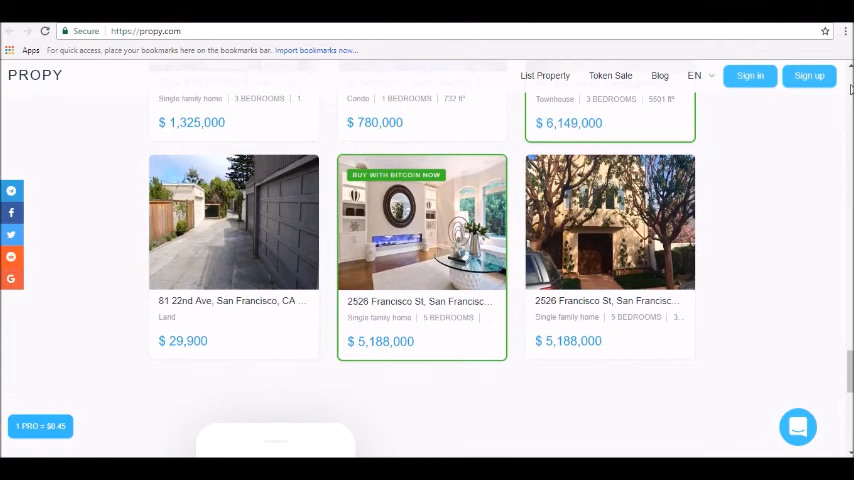 Secure
https://propy.com
Apps
For quick access, place your bookmarks here on the bookmarks bar. Import bookmarks now...
PROPY
List Property
Token Sale
Blog
EN
Sign in
Sign up
Single family home | 3 BEDROOMS | 1
$ 1,325,000
Condo | 1 BEDROOMS | 732 ft²
$ 780,000
Townhouse | 3 BEDROOMS | 5501 ft²
$ 6,149,000
81 22nd Ave, San Francisco, CA ...
Land
$ 29,900
BUY WITH BITCOIN NOW
2526 Francisco St, San Francisc...
Single family home | 5 BEDROOMS | ...
$ 5,188,000
2526 Francisco St, San Francisc...
Single family home | 5 BEDROOMS | 3...
$ 5,188,000
1 PRO = $0.45